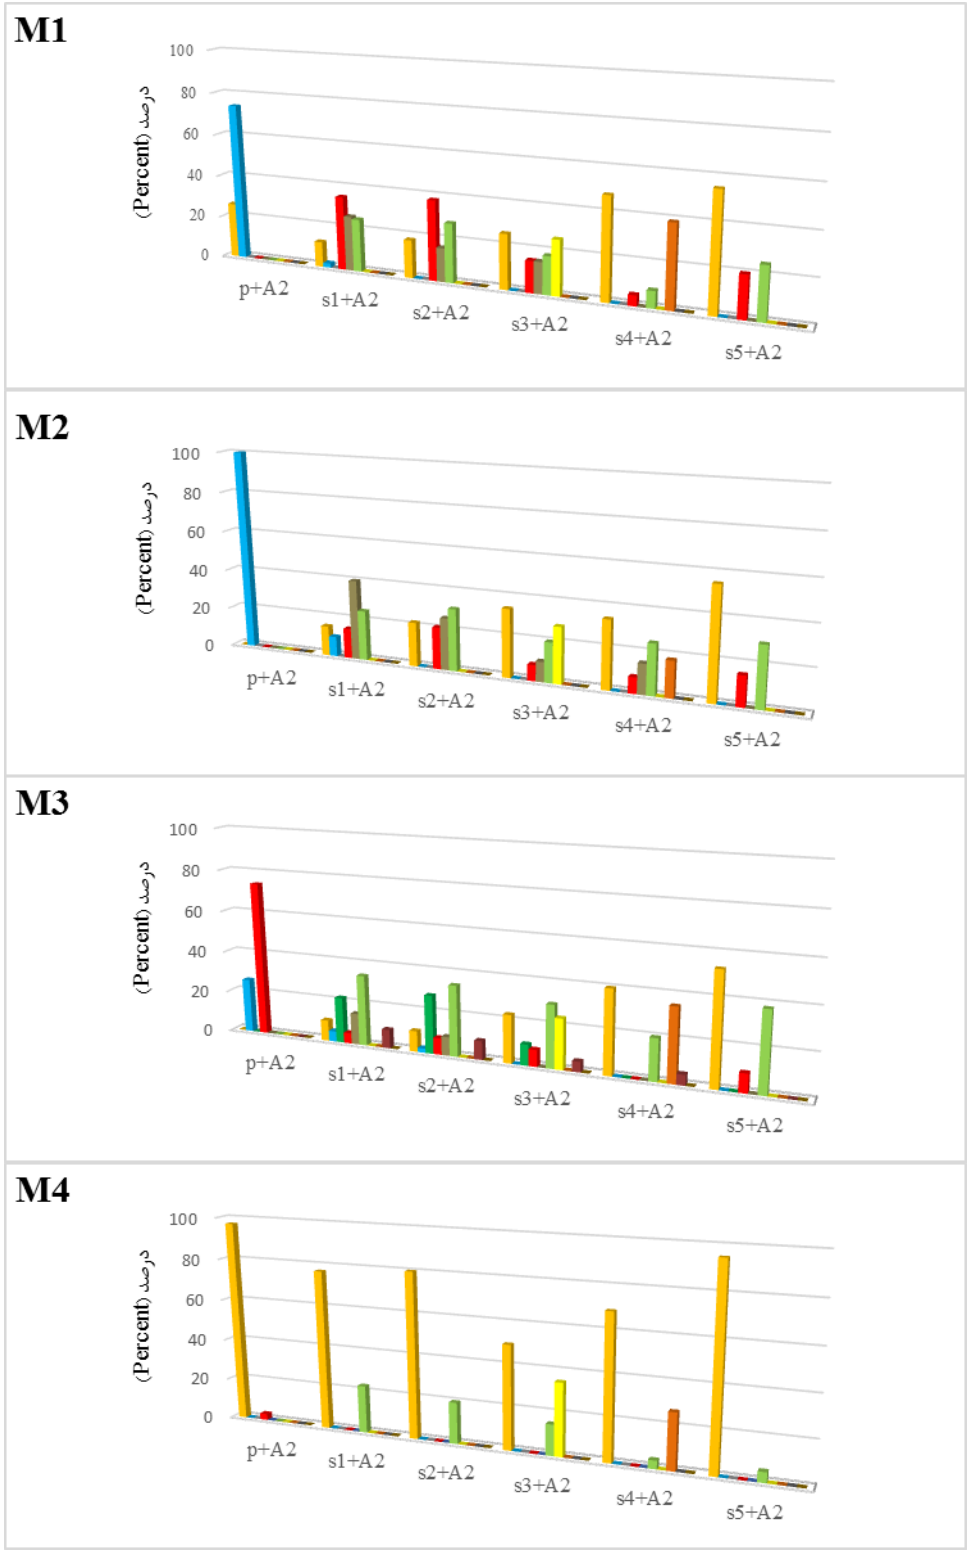 M1
درصد (Percent)
100
80
60
40
20
0
p+A2
s1+A2
s2+A2
s3+A2
s4+A2
s5+A2
M2
درصد (Percent)
100
80
60
40
20
0
p+A2
s1+A2
s2+A2
s3+A2
s4+A2
s5+A2
M3
درصد (Percent)
100
80
60
40
20
0
p+A2
s1+A2
s2+A2
s3+A2
s4+A2
s5+A2
M4
درصد (Percent)
100
80
60
40
20
0
p+A2
s1+A2
s2+A2
s3+A2
s4+A2
s5+A2